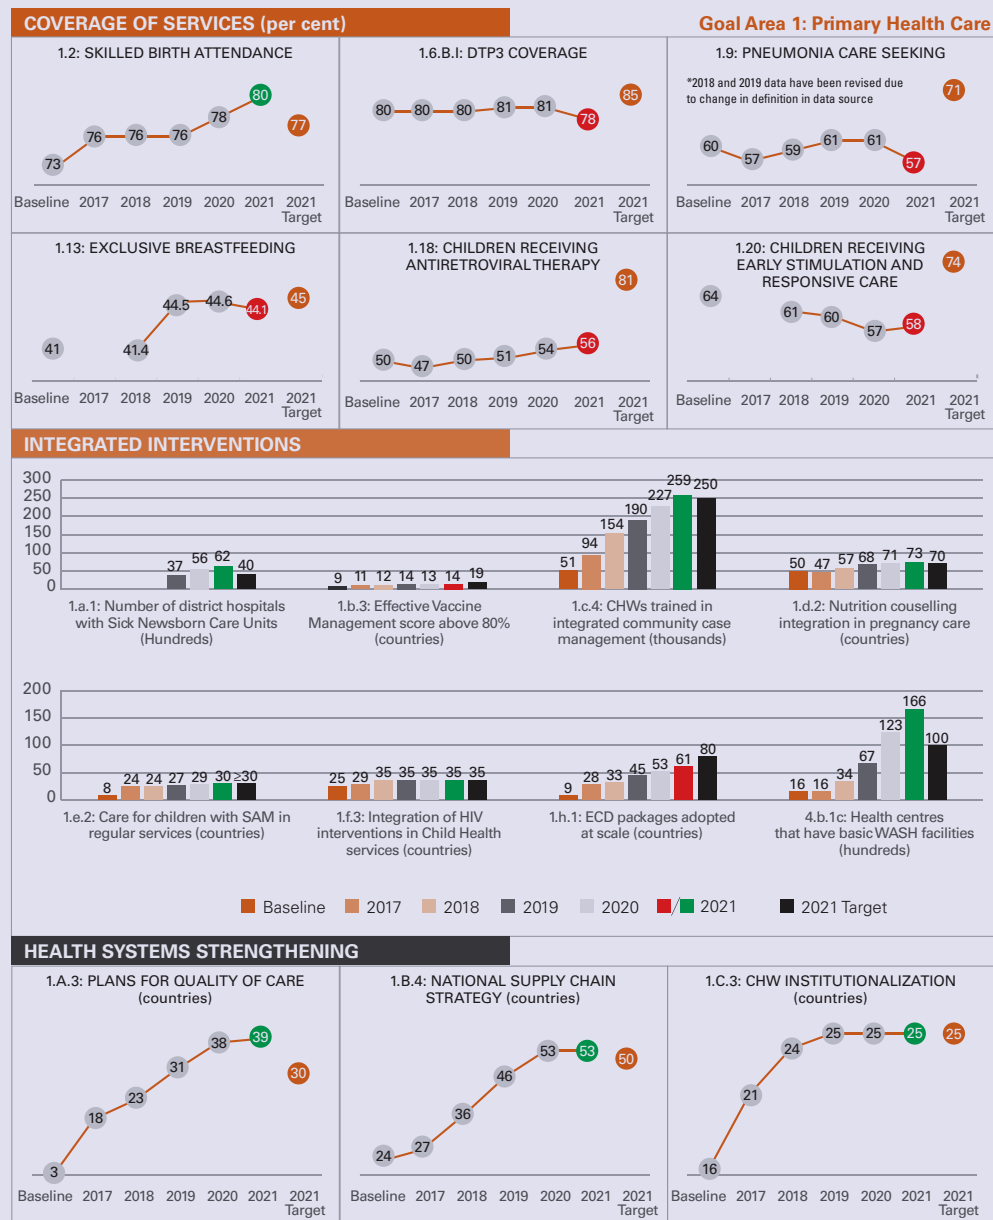 COVERAGE OF SERVICES (per cent)
Goal Area 1: Primary Health Care
1.2: SKILLED BIRTH ATTENDANCE
73
76
76
76
78
80
77
Baseline 2017 2018 2019 2020 2021 2021
Target
1.6.B.I: DTP3 COVERAGE
80
80
80
81
81
78
85
Baseline 2017 2018 2019 2020 2021 2021
Target
1.9: PNEUMONIA CARE SEEKING
*2018 and 2019 data have been revised due
to change in definition in data source
60
57
59
61
61
57
71
Baseline 2017 2018 2019 2020 2021 2021
Target
1.13: EXCLUSIVE BREASTFEEDING
41
41.4
44.5
44.6
44.1
45
Baseline 2017 2018 2019 2020 2021 2021
Target
1.18: CHILDREN RECEIVING
ANTIRETROVIRAL THERAPY
50
47
50
51
54
56
81
Baseline 2017 2018 2019 2020 2021 2021
Target
1.20: CHILDREN RECEIVING
EARLY STIMULATION AND
RESPONSIVE CARE
64
61
60
57
58
74
Baseline 2017 2018 2019 2020 2021 2021
Target
INTEGRATED INTERVENTIONS
300
250
200
150
100
50
0
37 56 62 40
1.a.1: Number of district hospitals
with Sick Newsborn Care Units
(Hundreds)
9 11 12 14 13 14 19
1.b.3: Effective Vaccine
Management score above 80%
(countries)
51 94 154 190 227 259 250
1.c.4: CHWs trained in
integrated community case
management (thousands)
50 47 57 68 71 73 70
1.d.2: Nutrition couselling
integration in pregnancy care
(countries)
200
150
100
50
0
8 24 24 27 29 30 ≥30
1.e.2: Care for children with SAM in
regular services (countries)
25 29 35 35 35 35 35
1.f.3: Integration of HIV
interventions in Child Health
services (countries)
9 28 33 45 53 61 80
1.h.1: ECD packages adopted
at scale (countries)
16 16 34 67 123 166 100
4.b.1c: Health centres
that have basic WASH facilities
(hundreds)
Baseline 2017 2018 2019 2020 / 2021 2021 Target
HEALTH SYSTEMS STRENGTHENING
1.A.3: PLANS FOR QUALITY OF CARE
(countries)
3
18
23
31
38
39
30
Baseline 2017 2018 2019 2020 2021 2021
Target
1.B.4: NATIONAL SUPPLY CHAIN
STRATEGY (countries)
24
27
36
46
53
53
50
Baseline 2017 2018 2019 2020 2021 2021
Target
1.C.3: CHW INSTITUTIONALIZATION
(countries)
16
21
24
25
25
25
25
Baseline 2017 2018 2019 2020 2021 2021
Target